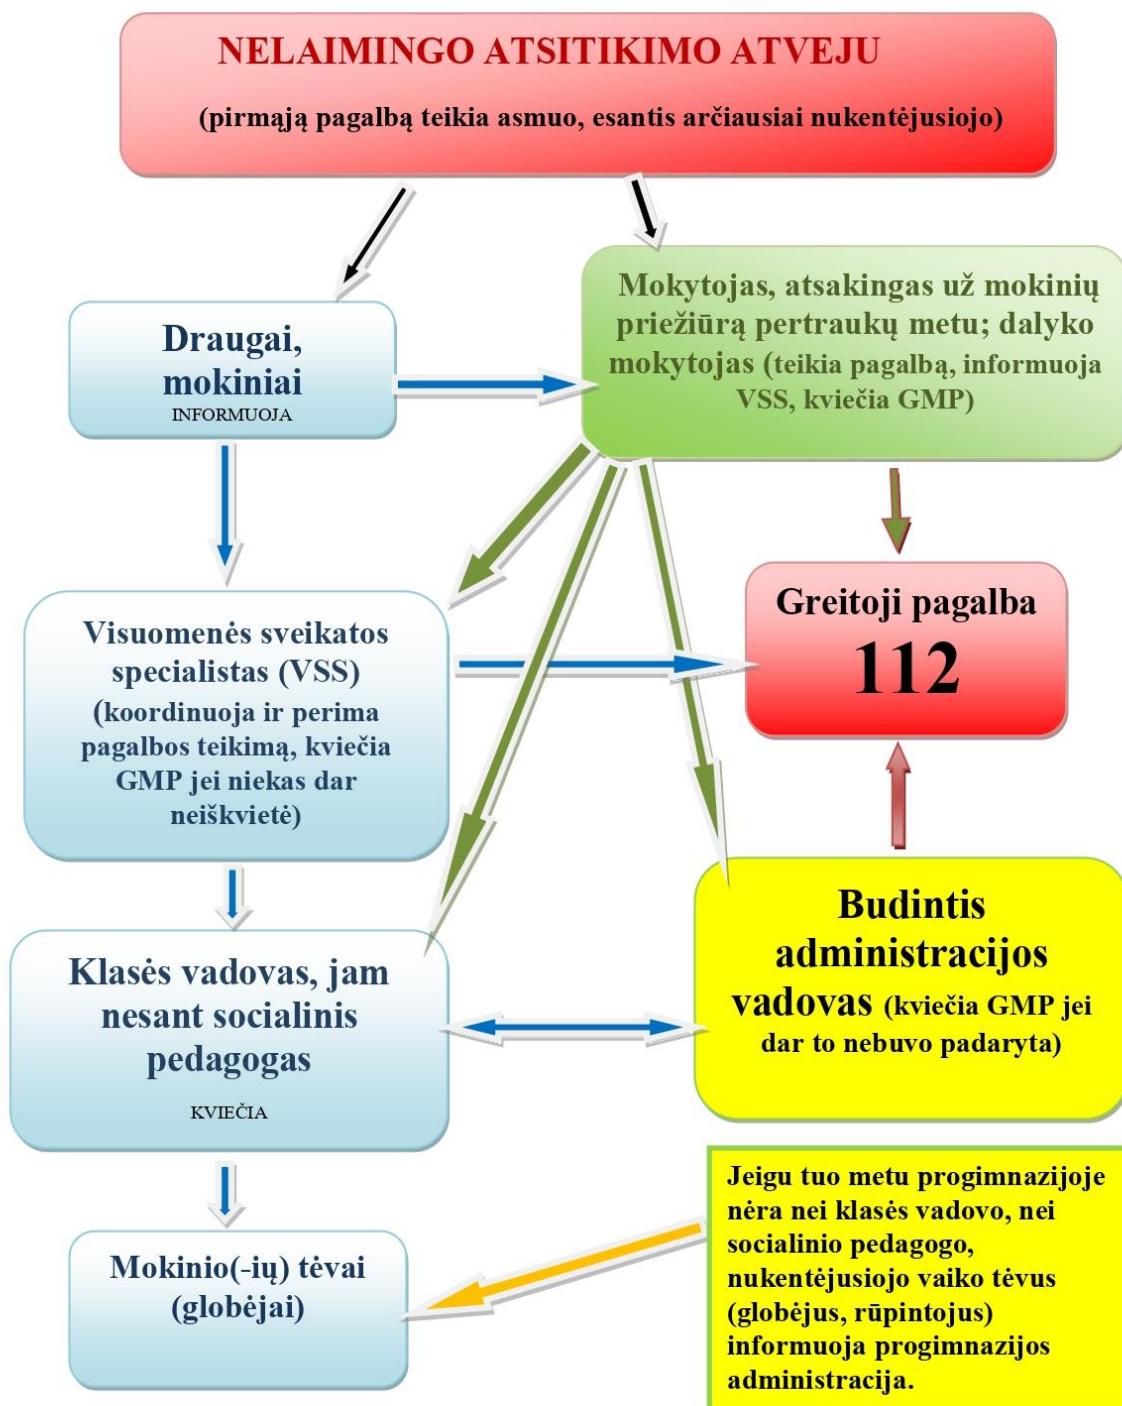 NELAIMINGO ATSITIKIMO ATVEJU
(pirmąją pagalbą teikia asmuo, esantis arčiausiai nukentėjusiojo)
Draugai,
mokiniai
INFORMUOJA
Mokytojas, atsakingas už mokinių
priežiūrą pertraukų metu; dalyko
mokytojas (teikia pagalbą, informuoja
VSS, kviečia GMP)
Visuomenės sveikatos
specialistas (VSS)
(koordinuoja ir perima
pagalbos teikimą, kviečia
GMP jei niekas dar
neiškvietė)
Greitoji pagalba
112
Klasės vadovas, jam
nesant socialinis
pedagogas
KVIEČIA
Budintis
administracijos
vadovas (kviečia GMP jei
dar to nebuvo padaryta)
Mokinio(-ių) tėvai
(globėjai)
Jeigu tuo metu progimnazijoje
nėra nei klasės vadovo, nei
socialinio pedagogo,
nukentėjusiojo vaiko tėvus
(globėjus, rūpintojus)
informuoja progimnazijos
administracija.